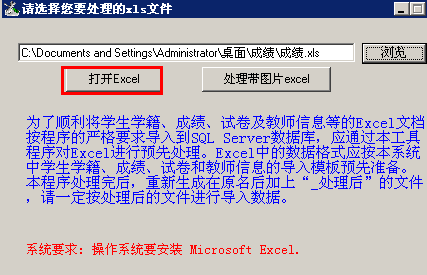 请选择您要处理的xls文件
C:\Documents and Settings\Administrator\桌面\成绩\成绩.xls
浏览
打开Excel
处理带图片excel
为了顺利将学生学籍、成绩、试卷及教师信息等的Excel文档
按程序的严格要求导入到SQL Server数据库，应通过本工具
程序对Excel进行预先处理。Excel中的数据格式应按本系统
中学生学籍、成绩、试卷和教师信息的导入模板预先准备。
本程序处理完后，重新生成在原名后加上“_处理后”的文件
，请一定按处理后的文件进行导入数据。
系统要求: 操作系统要安装 Microsoft Excel.